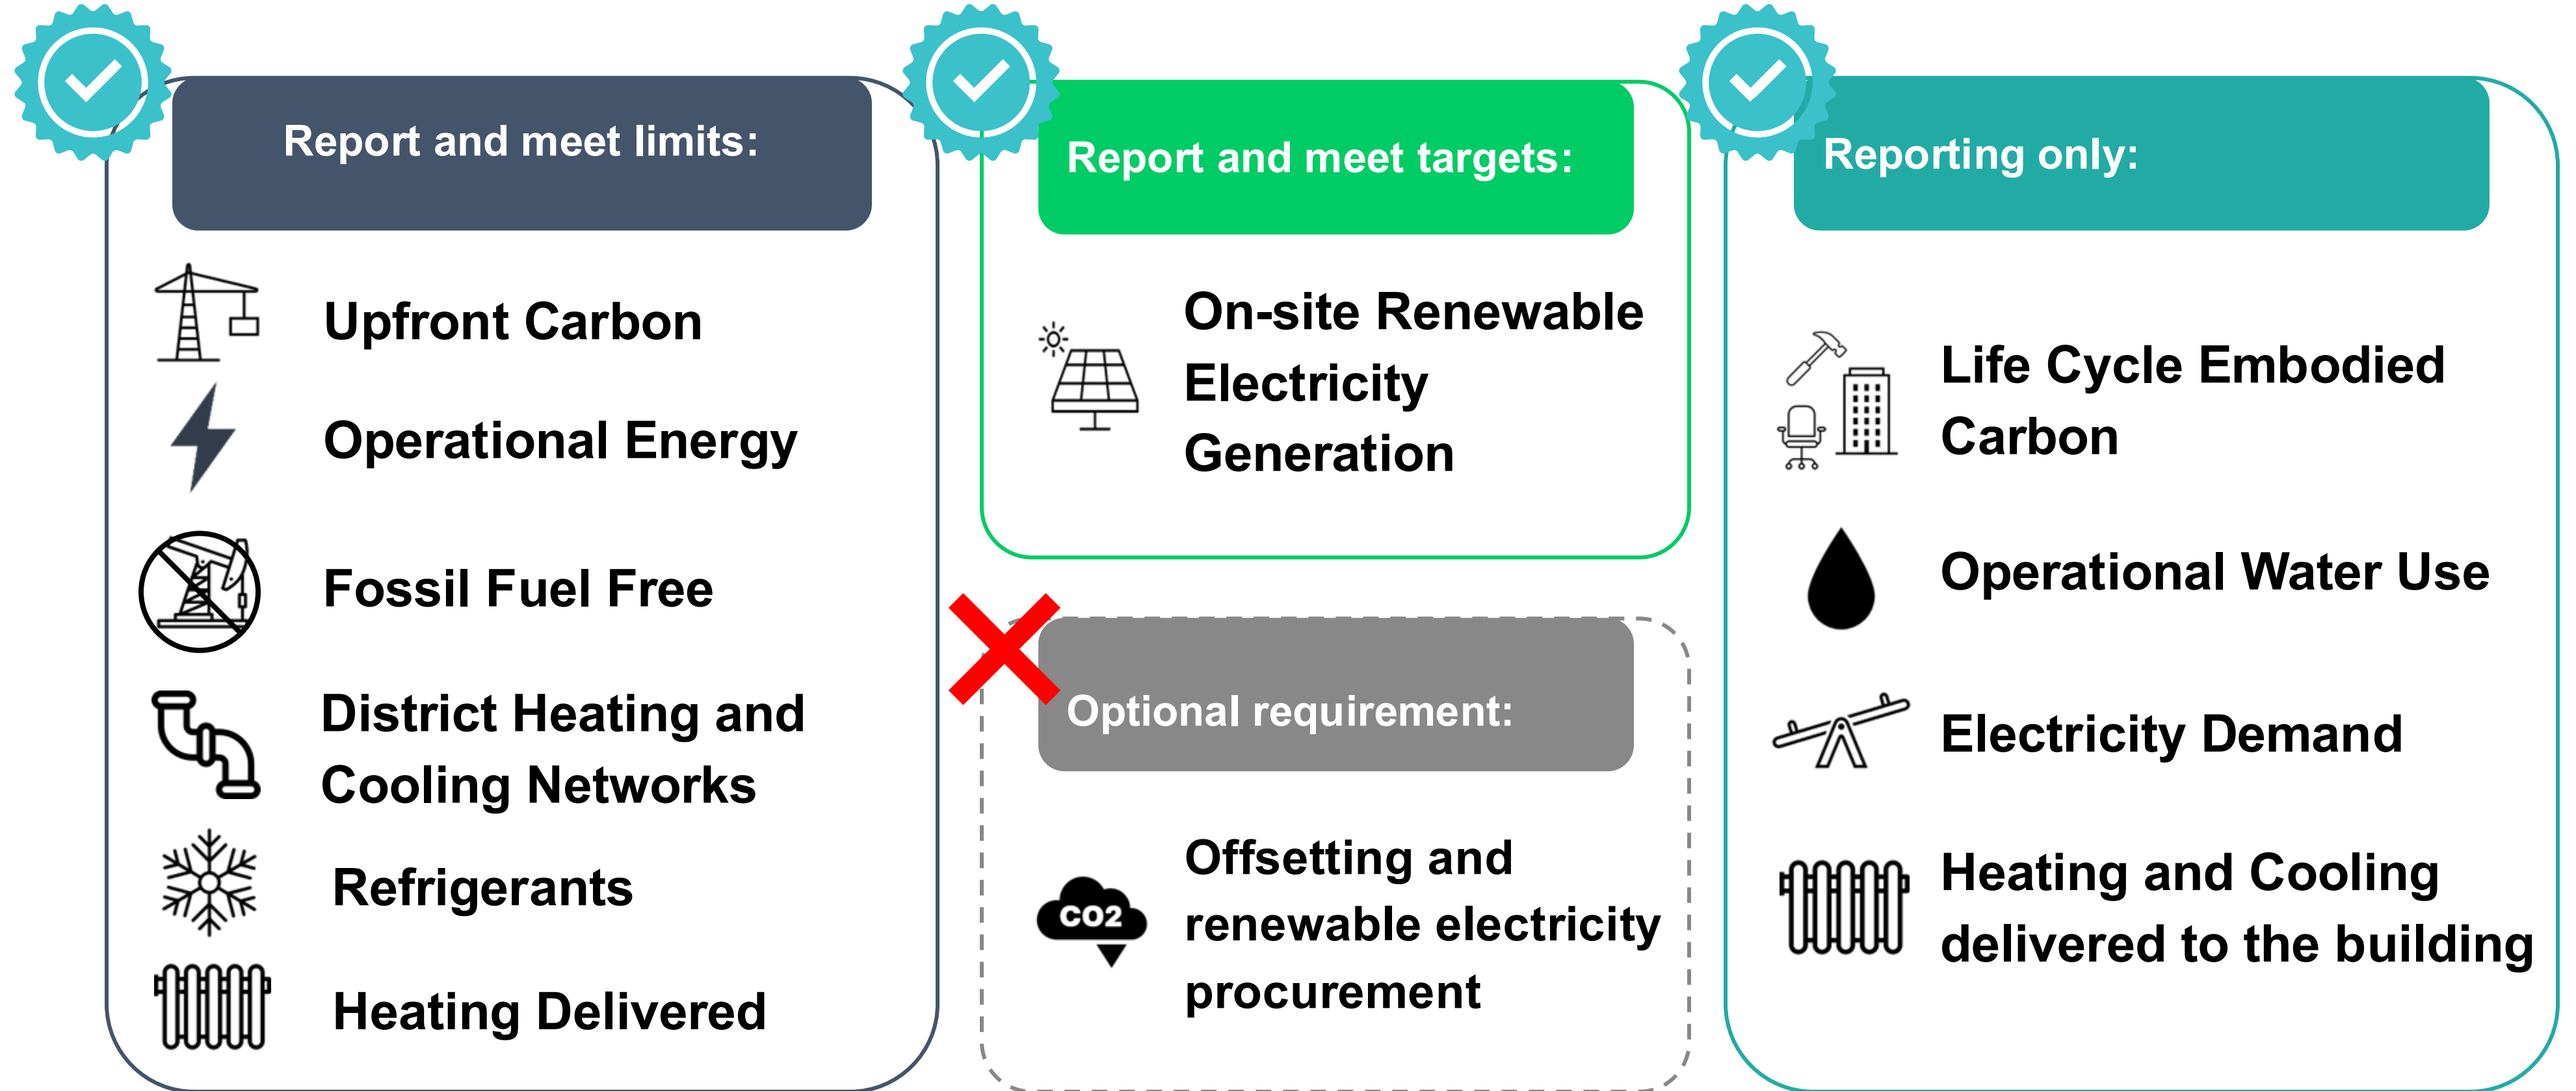 Report and meet limits:
Upfront Carbon
Operational Energy
Fossil Fuel Free
District Heating and
Cooling Networks
Refrigerants
Heating Delivered
Report and meet targets:
On-site Renewable
Electricity
Generation
Optional requirement:
CO2
Offsetting and
renewable electricity
procurement
Reporting only:
Life Cycle Embodied
Carbon
Operational Water Use
Electricity Demand
Heating and Cooling
delivered to the building